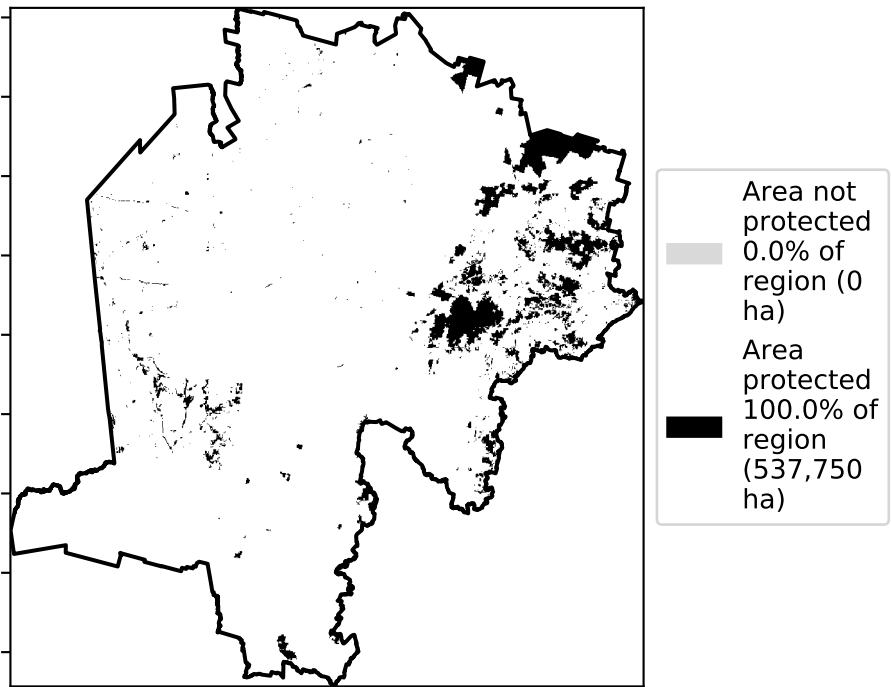 Area not
protected
0.0% of
region (0
ha)
Area
protected
100.0% of
region
(537,750
ha)